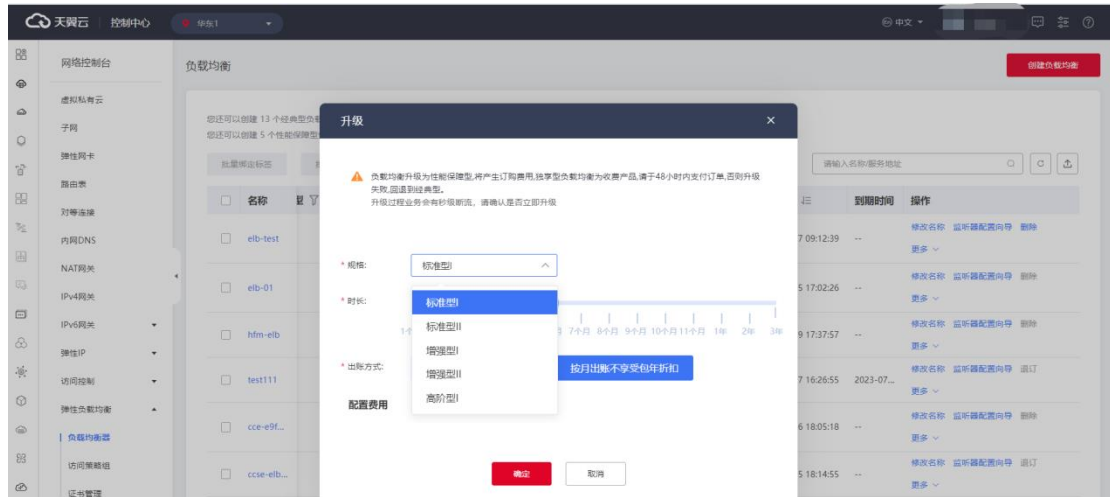 天翼云 控制中心 华东1 中文
网络控制台
虚拟私有云
子网
弹性网卡
路由表
对等连接
内网DNS
NAT网关
IPv4网关
IPv6网关
弹性IP
访问控制
弹性负载均衡
负载均衡器
访问策略组
证书管理
负载均衡 创建负载均衡
您还可以创建 13 个经典型负
您还可以创建 5 个性能保障型
批量绑定标签 请输入名称/服务地址
名称 到期时间 操作
elb-test 7 09:12:39 -- 修改名称 监听器配置向导 删除
更多
elb-01 5 17:02:26 -- 修改名称 监听器配置向导 删除
更多
hfm-elb 9 17:37:57 -- 修改名称 监听器配置向导 删除
更多
test111 7 16:26:55 2023-07... 修改名称 监听器配置向导 退订
更多
cce-e9f... 6 18:05:18 -- 修改名称 监听器配置向导 删除
更多
ccse-elb... 5 18:14:55 -- 修改名称 监听器配置向导 退订
更多
升级
负载均衡升级为性能保障型,将产生订购费用,独享型负载均衡为收费产品,请于48小时内支付订单,否则升级
失败,回退到经典型。
升级过程业务会有秒级断流，请确认是否立即升级
* 规格: 标准型I
标准型I
标准型II
增强型I
增强型II
高阶型I
* 时长:
7个月 8个月 9个月 10个月 11个月 1年 2年 3年
* 出账方式: 按月出账不享受包年折扣
配置费用
确定 取消